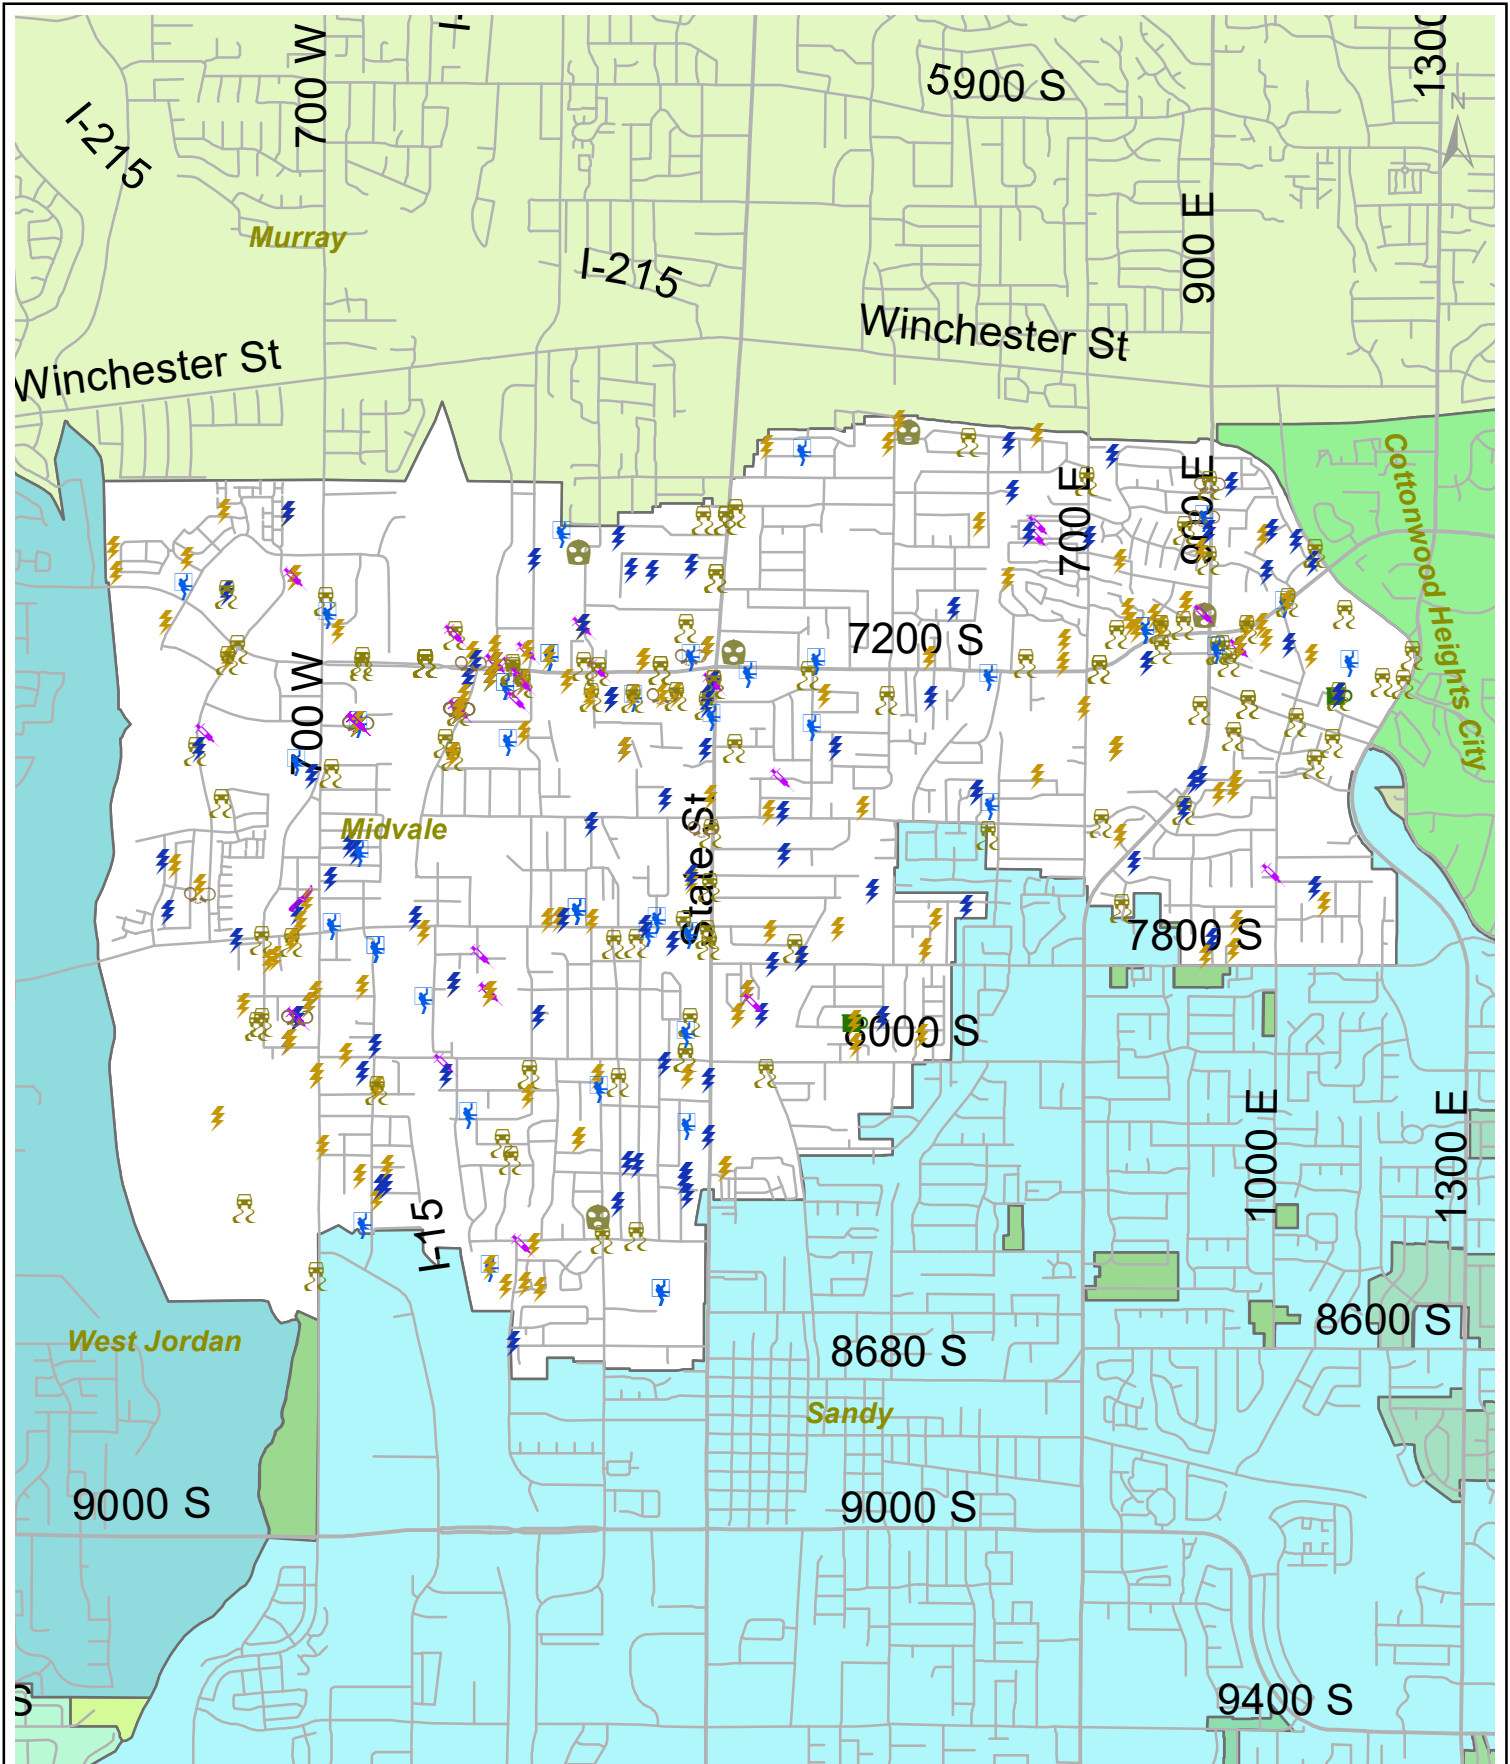 I-
700 W
1300
5900 S
I-215
N
900 E
Murray
I-215
Winchester St
Winchester St
Cottonwood Heights City
700 E
900 E
7200 S
700 W
Midvale
State St
7800 S
8000 S
1000 E
1300 E
I-15
8600 S
West Jordan
8680 S
Sandy
9000 S
9000 S
S
9400 S